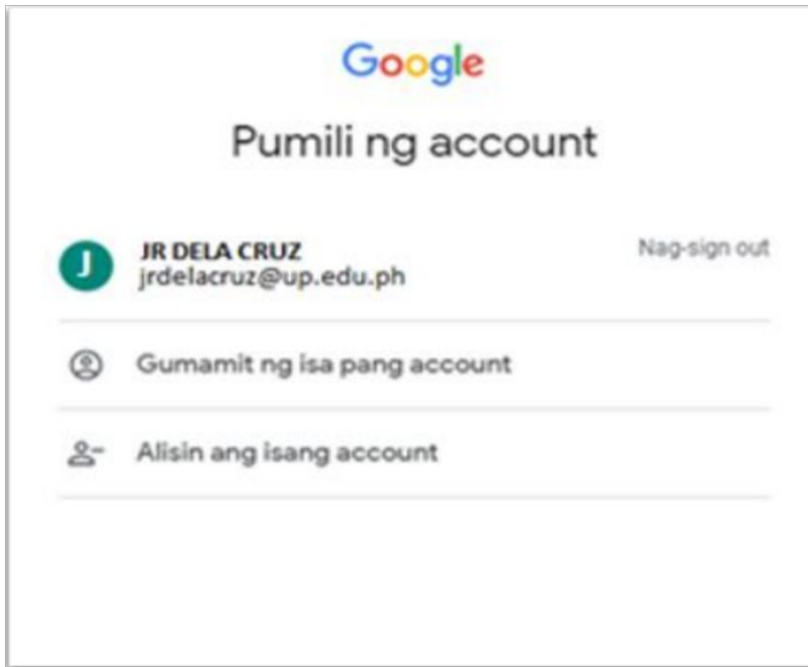 Google
Pumili ng account
J
JR DELA CRUZ
Nag-sign out
jrdelacruz@up.edu.ph
Gumamit ng isa pang account
Alisin ang isang account